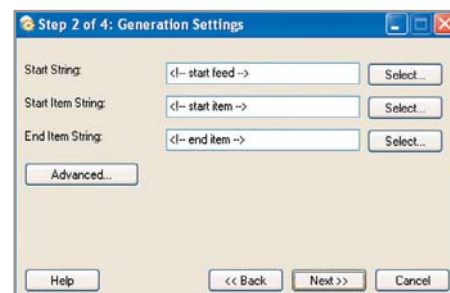 Step 2 of 4: Generation Settings
Start String: <!-- start feed --> Select...
Start Item String: <!-- start item --> Select...
End Item String: <!-- end item --> Select...
Advanced...
Help << Back Next >> Cancel